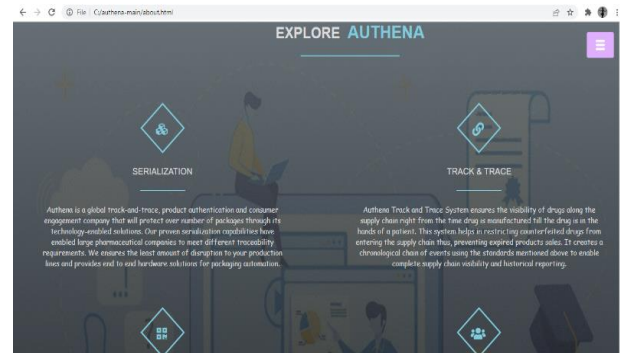 File | C:/authena-main/about.html
EXPLORE AUTHENA
SERIALIZATION
Authena is a global track-and-trace, product authentication and consumer
engagement company that will protect over number of packages through its
technology-enabled solutions. Our proven serialization capabilities have
enabled large pharmaceutical companies to meet different traceability
requirements. We ensures the least amount of disruption to your production
lines and provides end to end hardware solutions for packaging automation.
TRACK & TRACE
Authena Track and Trace System ensures the visibility of drugs along the
supply chain right from the time drug is manufactured till the drug is in the
hands of a patient. This system helps in restricting counterfeited drugs from
entering the supply chain thus, preventing expired products sales. It creates a
chronological chain of events using the standards mentioned above to enable
complete supply chain visibility and historical reporting.